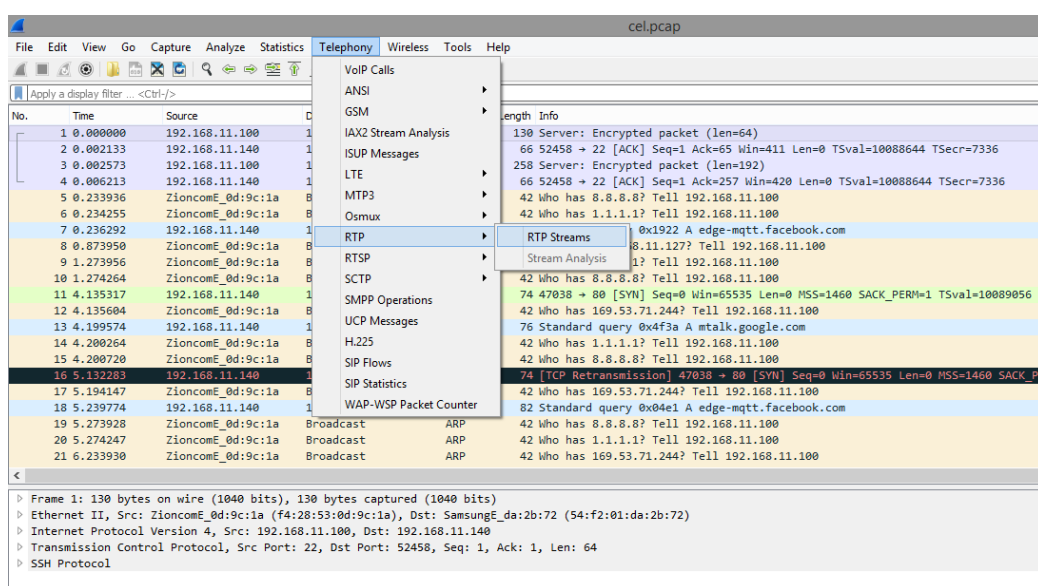 cel.pcap
File Edit View Go Capture Analyze Statistics Telephony Wireless Tools Help
Apply a display filter ... <Ctrl-/>
No. Time Source D ength Info
1 0.000000 192.168.11.100 1 130 Server: Encrypted packet (len=64)
2 0.002133 192.168.11.140 1 66 52458 → 22 [ACK] Seq=1 Ack=65 Win=411 Len=0 TSval=10088644 TSecr=7336
3 0.002573 192.168.11.100 1 258 Server: Encrypted packet (len=192)
4 0.006213 192.168.11.140 1 66 52458 → 22 [ACK] Seq=1 Ack=257 Win=420 Len=0 TSval=10088644 TSecr=7336
5 0.233936 ZioncomE_0d:9c:1a B 42 Who has 8.8.8.8? Tell 192.168.11.100
6 0.234255 ZioncomE_0d:9c:1a B 42 Who has 1.1.1.1? Tell 192.168.11.100
7 0.236292 192.168.11.140 1 0x1922 A edge-mqtt.facebook.com
8 0.873950 ZioncomE_0d:9c:1a B 8.11.127? Tell 192.168.11.100
9 1.273956 ZioncomE_0d:9c:1a B 1? Tell 192.168.11.100
10 1.274264 ZioncomE_0d:9c:1a B 42 Who has 8.8.8.8? Tell 192.168.11.100
11 4.135317 192.168.11.140 1 74 47038 → 80 [SYN] Seq=0 Win=65535 Len=0 MSS=1460 SACK_PERM=1 TSval=10089056
12 4.135604 ZioncomE_0d:9c:1a B 42 Who has 169.53.71.244? Tell 192.168.11.100
13 4.199574 192.168.11.140 1 76 Standard query 0x4f3a A mtalk.google.com
14 4.200264 ZioncomE_0d:9c:1a B 42 Who has 1.1.1.1? Tell 192.168.11.100
15 4.200720 ZioncomE_0d:9c:1a B 42 Who has 8.8.8.8? Tell 192.168.11.100
16 5.132283 192.168.11.140 1 74 [TCP Retransmission] 47038 → 80 [SYN] Seq=0 Win=65535 Len=0 MSS=1460 SACK_P
17 5.194147 ZioncomE_0d:9c:1a B 42 Who has 169.53.71.244? Tell 192.168.11.100
18 5.239774 192.168.11.140 1 82 Standard query 0x04e1 A edge-mqtt.facebook.com
19 5.273928 ZioncomE_0d:9c:1a Broadcast ARP 42 Who has 8.8.8.8? Tell 192.168.11.100
20 5.274247 ZioncomE_0d:9c:1a Broadcast ARP 42 Who has 1.1.1.1? Tell 192.168.11.100
21 6.233930 ZioncomE_0d:9c:1a Broadcast ARP 42 Who has 169.53.71.244? Tell 192.168.11.100
VoIP Calls
ANSI
GSM
IAX2 Stream Analysis
ISUP Messages
LTE
MTP3
Osmux
RTP
RTSP
SCTP
SMPP Operations
UCP Messages
H.225
SIP Flows
SIP Statistics
WAP-WSP Packet Counter
RTP Streams
Stream Analysis
Frame 1: 130 bytes on wire (1040 bits), 130 bytes captured (1040 bits)
Ethernet II, Src: ZioncomE_0d:9c:1a (f4:28:53:0d:9c:1a), Dst: SamsungE_da:2b:72 (54:f2:01:da:2b:72)
Internet Protocol Version 4, Src: 192.168.11.100, Dst: 192.168.11.140
Transmission Control Protocol, Src Port: 22, Dst Port: 52458, Seq: 1, Ack: 1, Len: 64
SSH Protocol